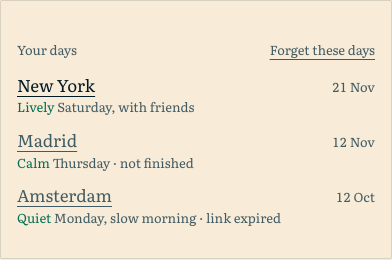 Your days Forget these days
New York 21 Nov
Lively Saturday, with friends
Madrid 12 Nov
Calm Thursday · not finished
Amsterdam 12 Oct
Quiet Monday, slow morning · link expired